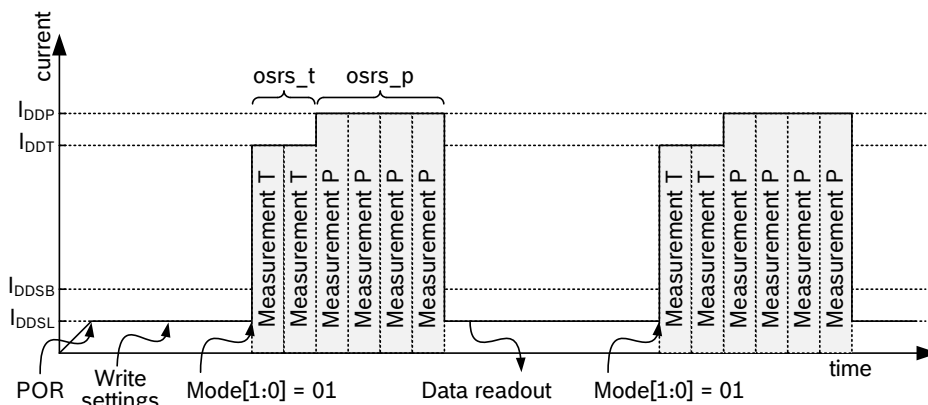 current
osrs_t
osrs_p
IDDP
IDDT
Measurement T
Measurement T
Measurement P
Measurement P
Measurement P
Measurement P
Measurement T
Measurement T
Measurement P
Measurement P
Measurement P
Measurement P
IDDSB
IDDSL
time
POR
Write
settings
Mode[1:0] = 01
Data readout
Mode[1:0] = 01